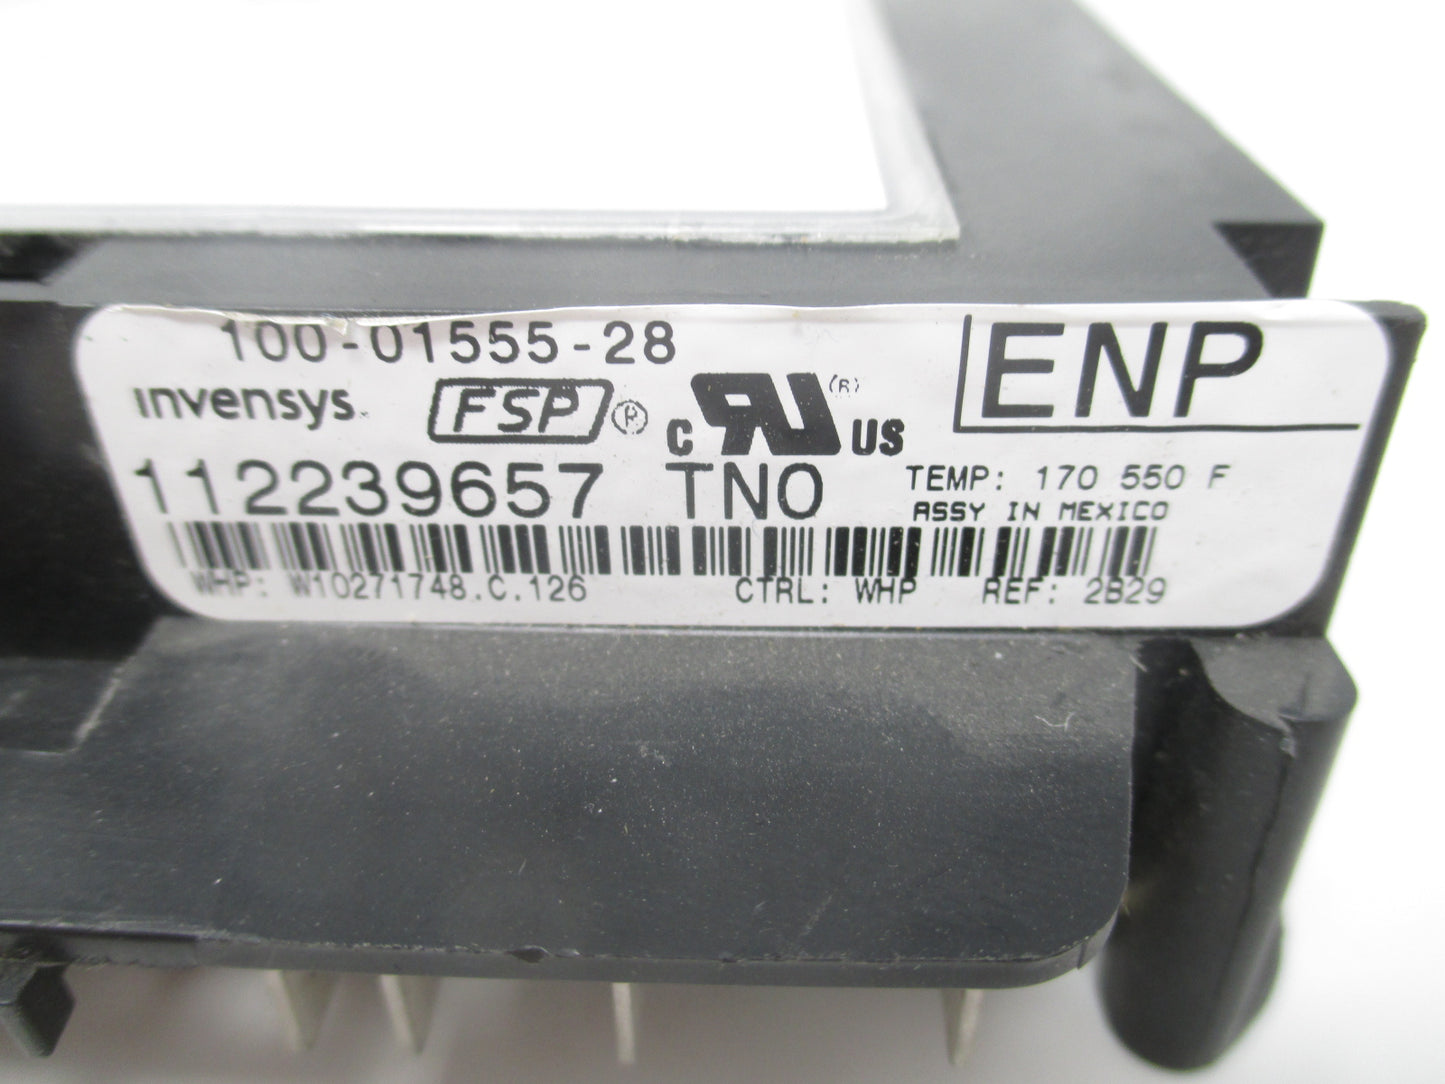 100-01555-28
invensys FSP® c RU (R) US
ENP
112239657 TNO
TEMP: 170 550 F
ASSY IN MEXICO
WHP: W10271748.C.126 CTRL: WHP REF: 2B29